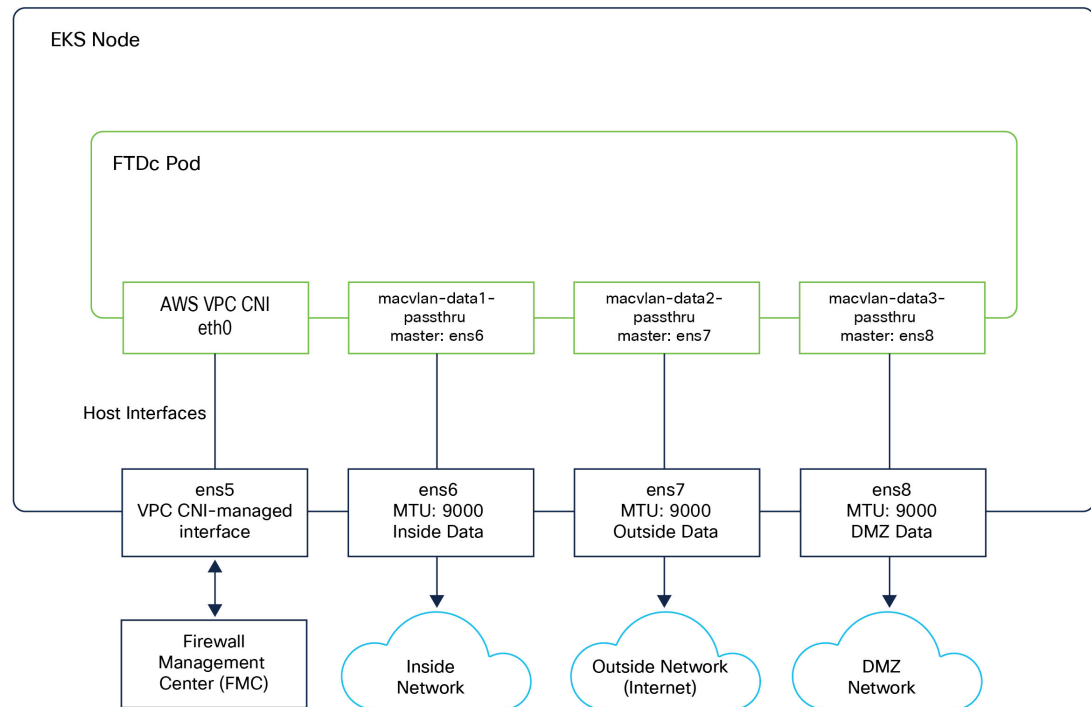 EKS Node
FTDc Pod
AWS VPC CNI
eth0
macvlan-data1-
passthru
master: ens6
macvlan-data2-
passthru
master: ens7
macvlan-data3-
passthru
master: ens8
Host Interfaces
ens5
VPC CNI-managed
interface
ens6
MTU: 9000
Inside Data
ens7
MTU: 9000
Outside Data
ens8
MTU: 9000
DMZ Data
Firewall
Management
Center (FMC)
Inside
Network
Outside Network
(Internet)
DMZ
Network